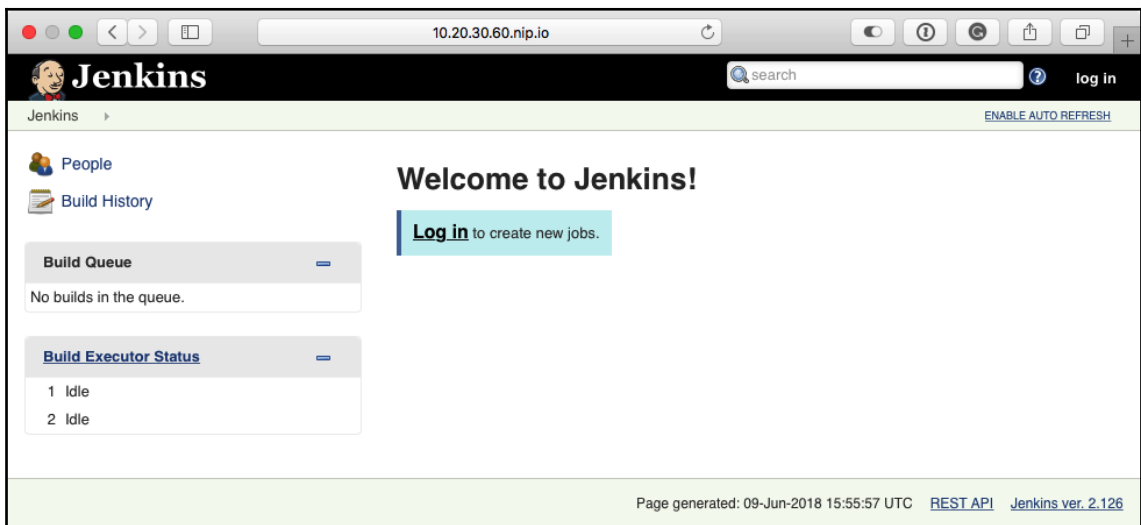 10.20.30.60.nip.io
Jenkins
search
log in
Jenkins
ENABLE AUTO REFRESH
People
Build History
Welcome to Jenkins!
Log in to create new jobs.
Build Queue
No builds in the queue.
Build Executor Status
1 Idle
2 Idle
Page generated: 09-Jun-2018 15:55:57 UTC REST API Jenkins ver. 2.126